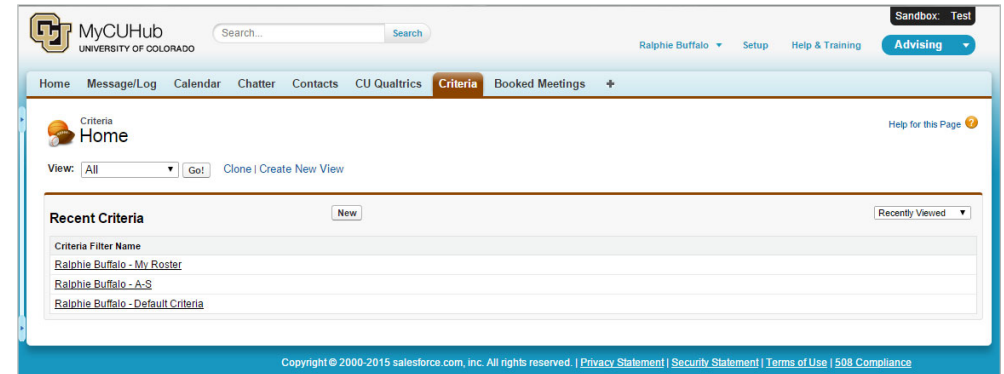 Sandbox: Test
MyCUHub
UNIVERSITY OF COLORADO
Search...
Search
Ralphie Buffalo Setup Help & Training Advising
Home Message/Log Calendar Chatter Contacts CU Qualtrics Criteria Booked Meetings +
Criteria
Home
Help for this Page ?
View: All Go! Clone | Create New View
Recent Criteria New Recently Viewed
Criteria Filter Name
Ralphie Buffalo - My Roster
Ralphie Buffalo - A-S
Ralphie Buffalo - Default Criteria
Copyright © 2000-2015 salesforce.com, inc. All rights reserved. | Privacy Statement | Security Statement | Terms of Use | 508 Compliance